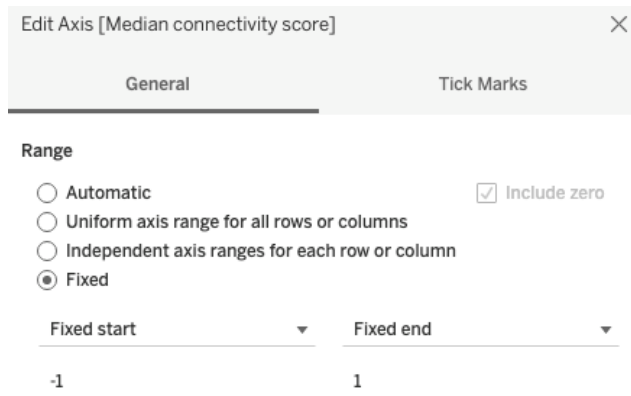 Edit Axis [Median connectivity score]
General Tick Marks
Range
Automatic Include zero
Uniform axis range for all rows or columns
Independent axis ranges for each row or column
Fixed
Fixed start Fixed end
-1 1